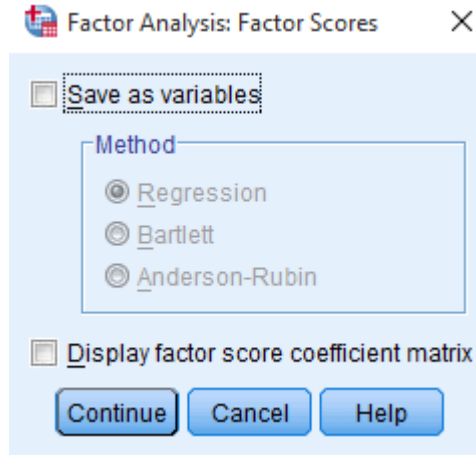 Factor Analysis: Factor Scores
Save as variables
Method
Regression
Bartlett
Anderson-Rubin
Display factor score coefficient matrix
Continue Cancel Help